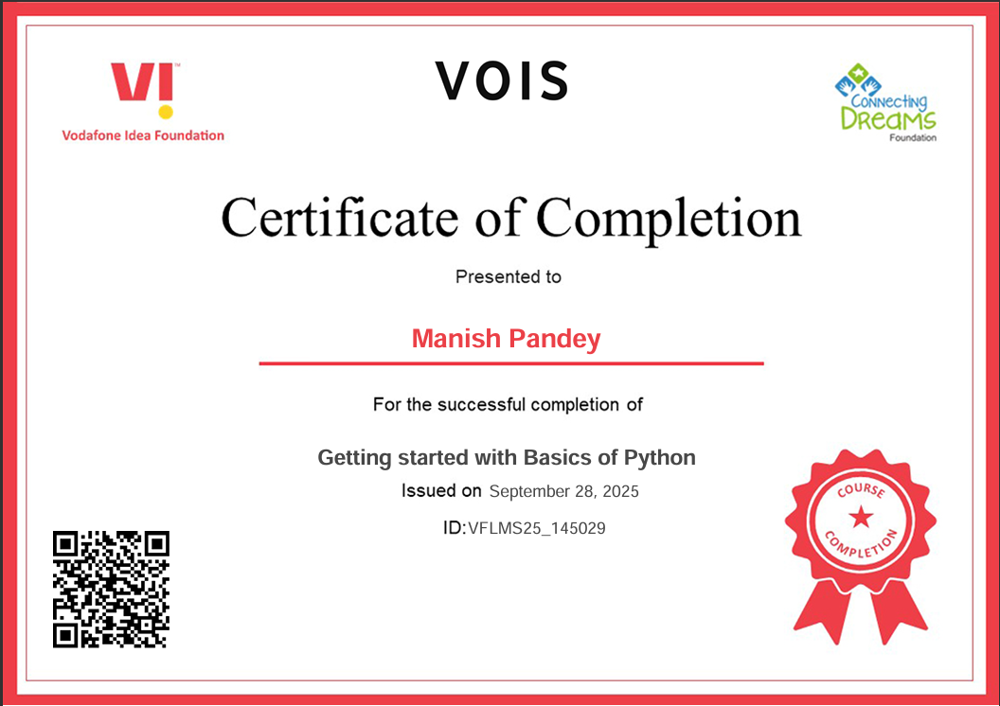 VI™
Vodafone Idea Foundation
VOIS
Connecting
Dreams
Foundation
Certificate of Completion
Presented to
Manish Pandey
For the successful completion of
Getting started with Basics of Python
Issued on September 28, 2025
ID:VFLMS25_145029
COURSE
COMPLETION